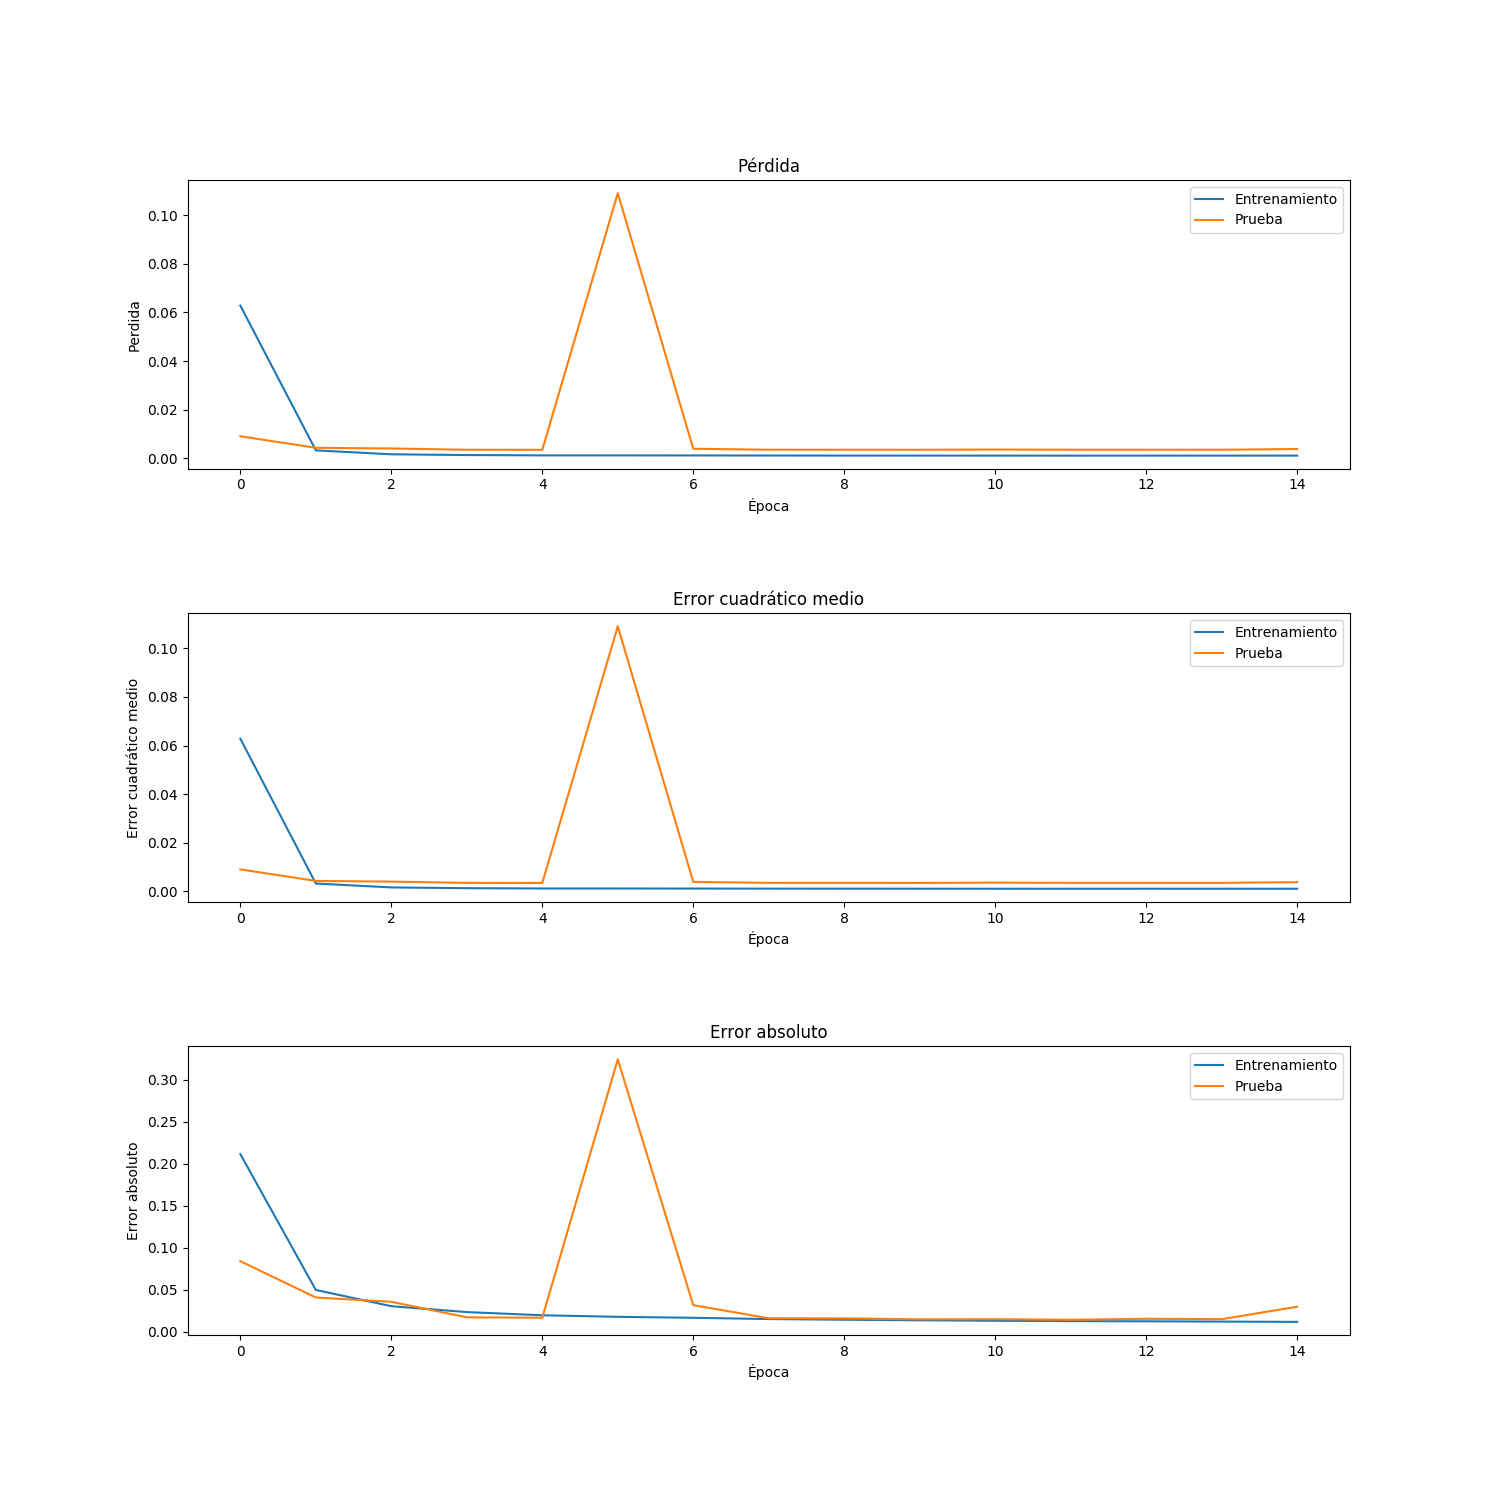 Pérdida
Entrenamiento
Prueba
0.10
0.08
0.06
0.04
0.02
0.00
Perdida
0 2 4 6 8 10 12 14
Época
Error cuadrático medio
Entrenamiento
Prueba
0.10
0.08
0.06
0.04
0.02
0.00
Error cuadrático medio
0 2 4 6 8 10 12 14
Época
Error absoluto
Entrenamiento
Prueba
0.30
0.25
0.20
0.15
0.10
0.05
0.00
Error absoluto
0 2 4 6 8 10 12 14
Época